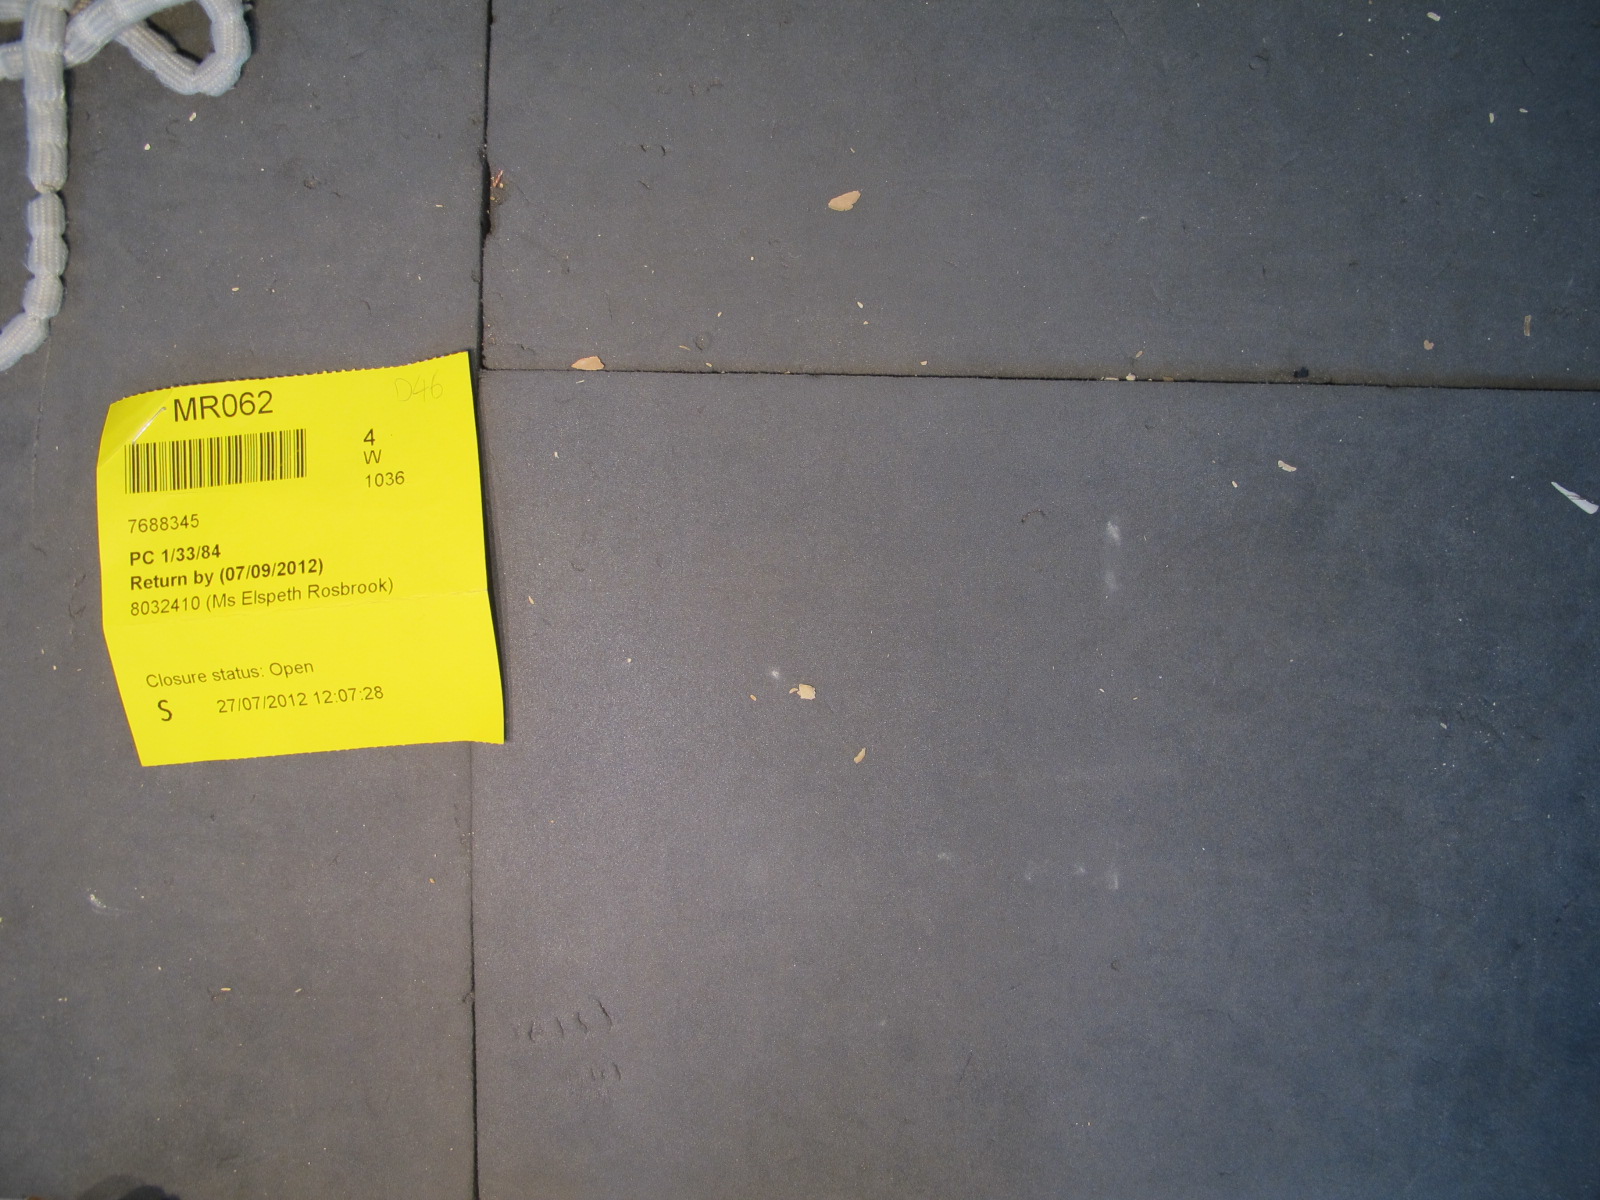 D46
MR062
4
W
1036
7688345
PC 1/33/84
Return by (07/09/2012)
8032410 (Ms Elspeth Rosbrook)
Closure status: Open
S 27/07/2012 12:07:28